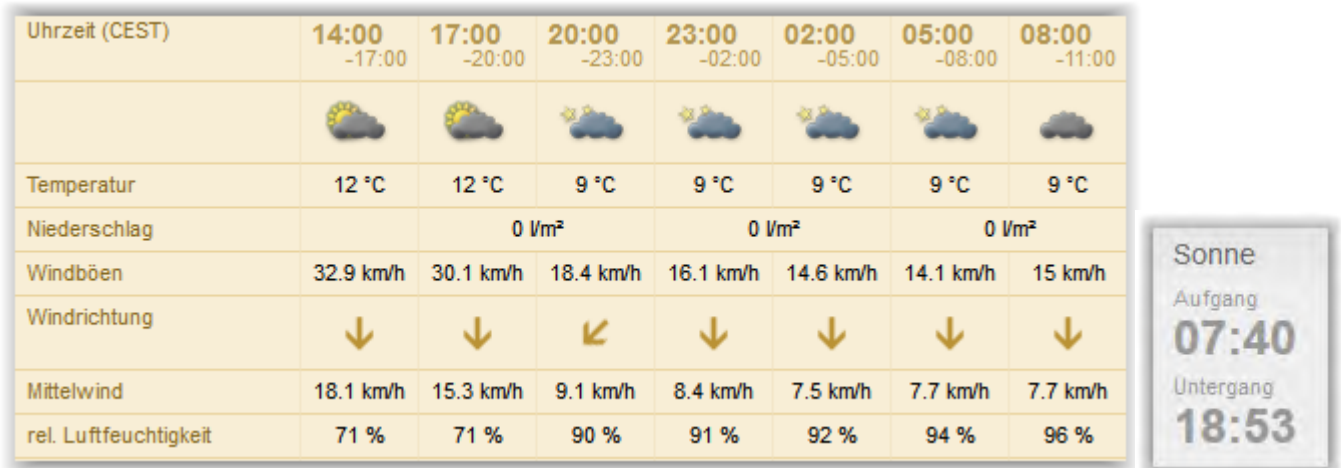 Uhrzeit (CEST) 14:00 17:00 20:00 23:00 02:00 05:00 08:00
-17:00 -20:00 -23:00 -02:00 -05:00 -08:00 -11:00
Temperatur 12 °C 12 °C 9 °C 9 °C 9 °C 9 °C 9 °C
Niederschlag 0 l/m² 0 l/m² 0 l/m²
Windböen 32.9 km/h 30.1 km/h 18.4 km/h 16.1 km/h 14.6 km/h 14.1 km/h 15 km/h
Windrichtung
Mittelwind 18.1 km/h 15.3 km/h 9.1 km/h 8.4 km/h 7.5 km/h 7.7 km/h 7.7 km/h
rel. Luftfeuchtigkeit 71 % 71 % 90 % 91 % 92 % 94 % 96 %
Sonne
Aufgang
07:40
Untergang
18:53